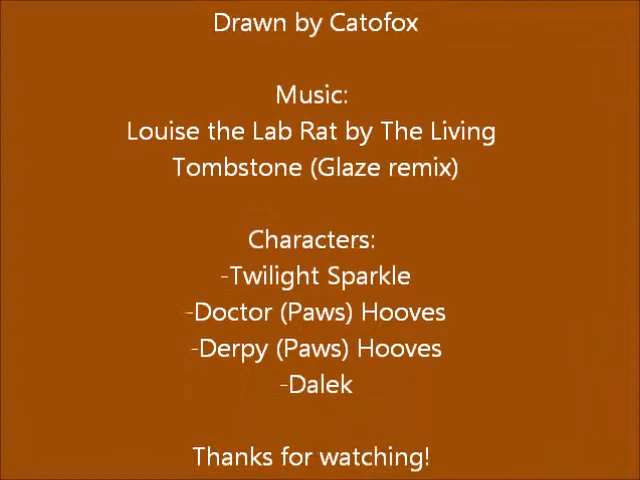 Drawn by Catofox
Music:
Louise the Lab Rat by The Living
Tombstone (Glaze remix)
Characters:
-Twilight Sparkle
-Doctor (Paws) Hooves
-Derpy (Paws) Hooves
-Dalek
Thanks for watching!